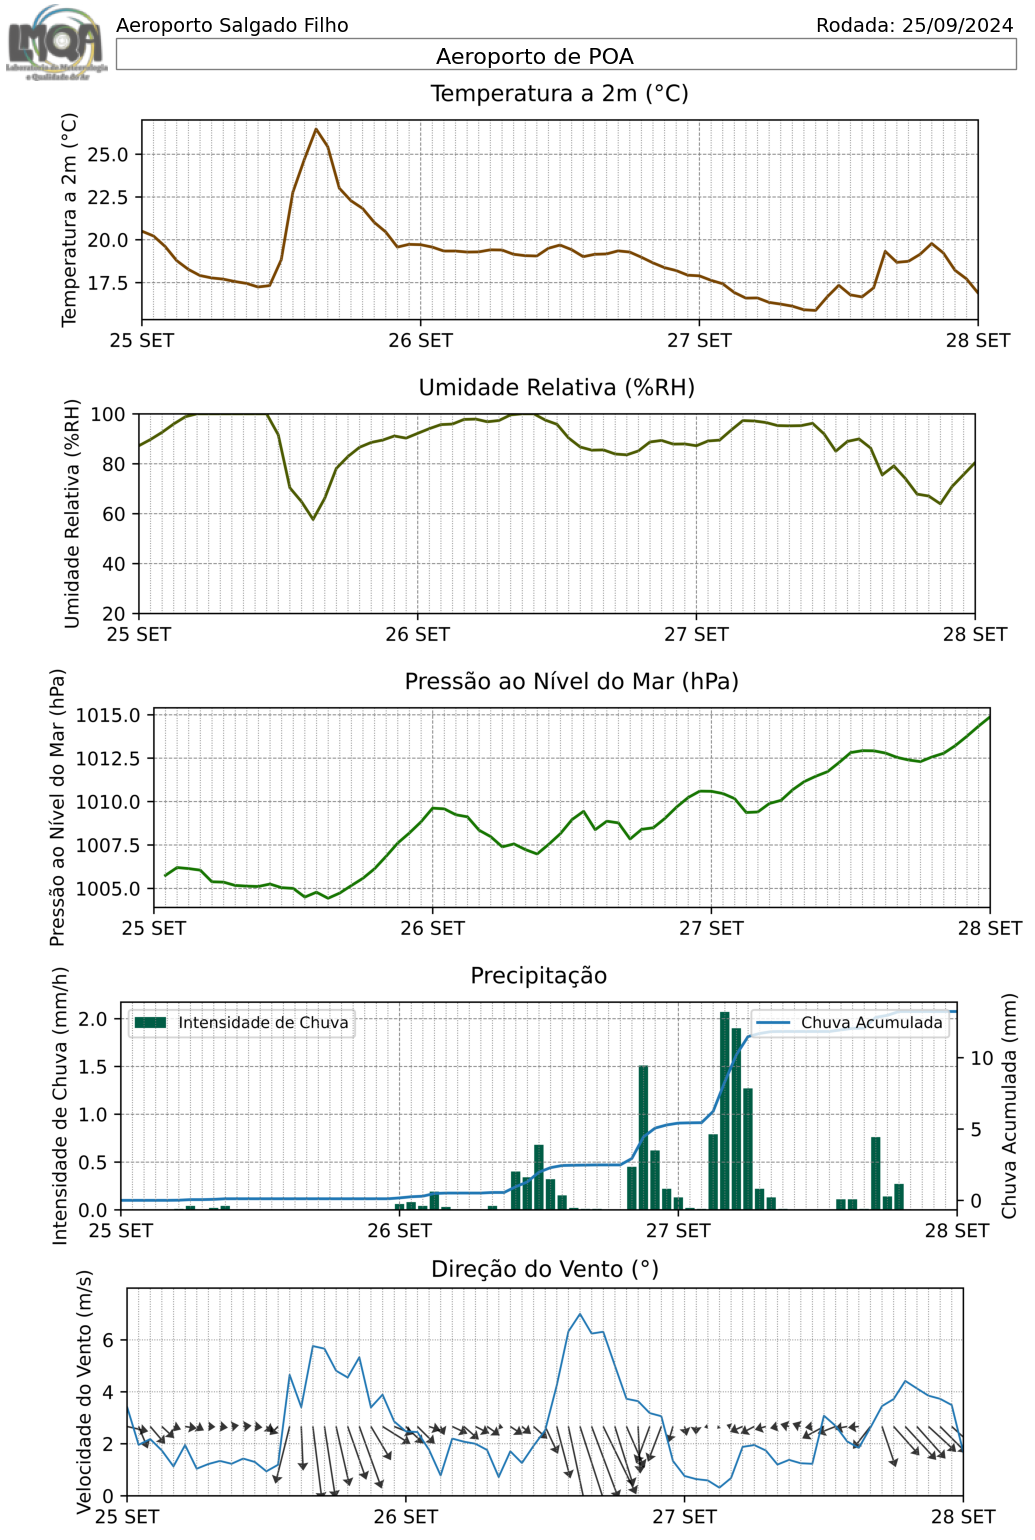 Aeroporto Salgado Filho
Rodada: 25/09/2024
LMQA
Laboratório de Meteorologia
e Qualidade do Ar
Aeroporto de POA
Temperatura a 2m (°C)
Temperatura a 2m (°C)
25.0
22.5
20.0
17.5
25 SET
26 SET
27 SET
28 SET
Umidade Relativa (%RH)
Umidade Relativa (%RH)
100
80
60
40
20
25 SET
26 SET
27 SET
28 SET
Pressão ao Nível do Mar (hPa)
Pressão ao Nível do Mar (hPa)
1015.0
1012.5
1010.0
1007.5
1005.0
25 SET
26 SET
27 SET
28 SET
Precipitação
Intensidade de Chuva (mm/h)
2.0
1.5
1.0
0.5
0.0
Intensidade de Chuva
Chuva Acumulada
10
5
0
Chuva Acumulada (mm)
25 SET
26 SET
27 SET
28 SET
Direção do Vento (°)
Velocidade do Vento (m/s)
6
4
2
0
25 SET
26 SET
27 SET
28 SET